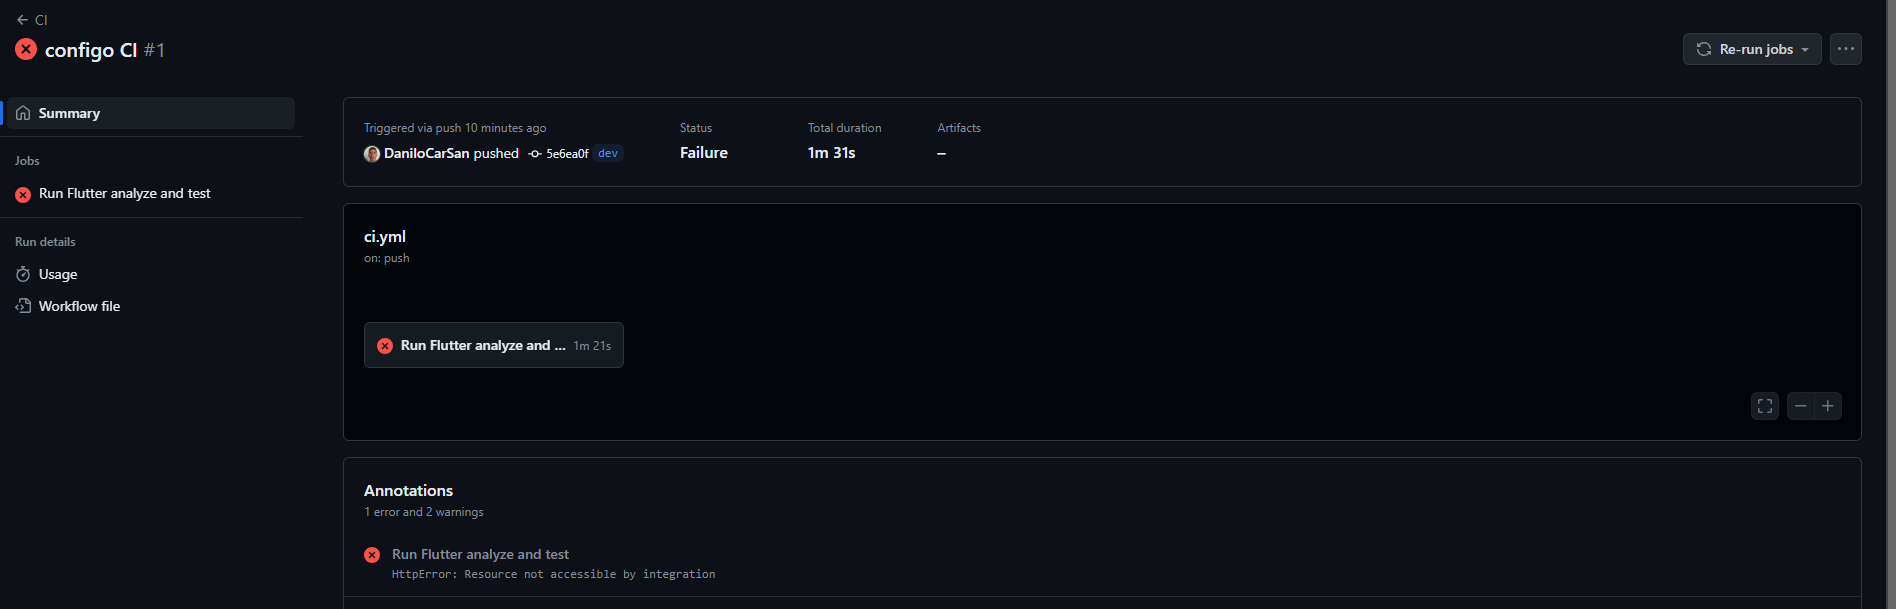 CI
configo CI #1
Re-run jobs
Summary
Jobs
Run Flutter analyze and test
Run details
Usage
Workflow file
Triggered via push 10 minutes ago
DaniloCarSan pushed 5e6ea0f dev
Status
Failure
Total duration
1m 31s
Artifacts
–
ci.yml
on: push
Run Flutter analyze and ... 1m 21s
Annotations
1 error and 2 warnings
Run Flutter analyze and test
HttpError: Resource not accessible by integration